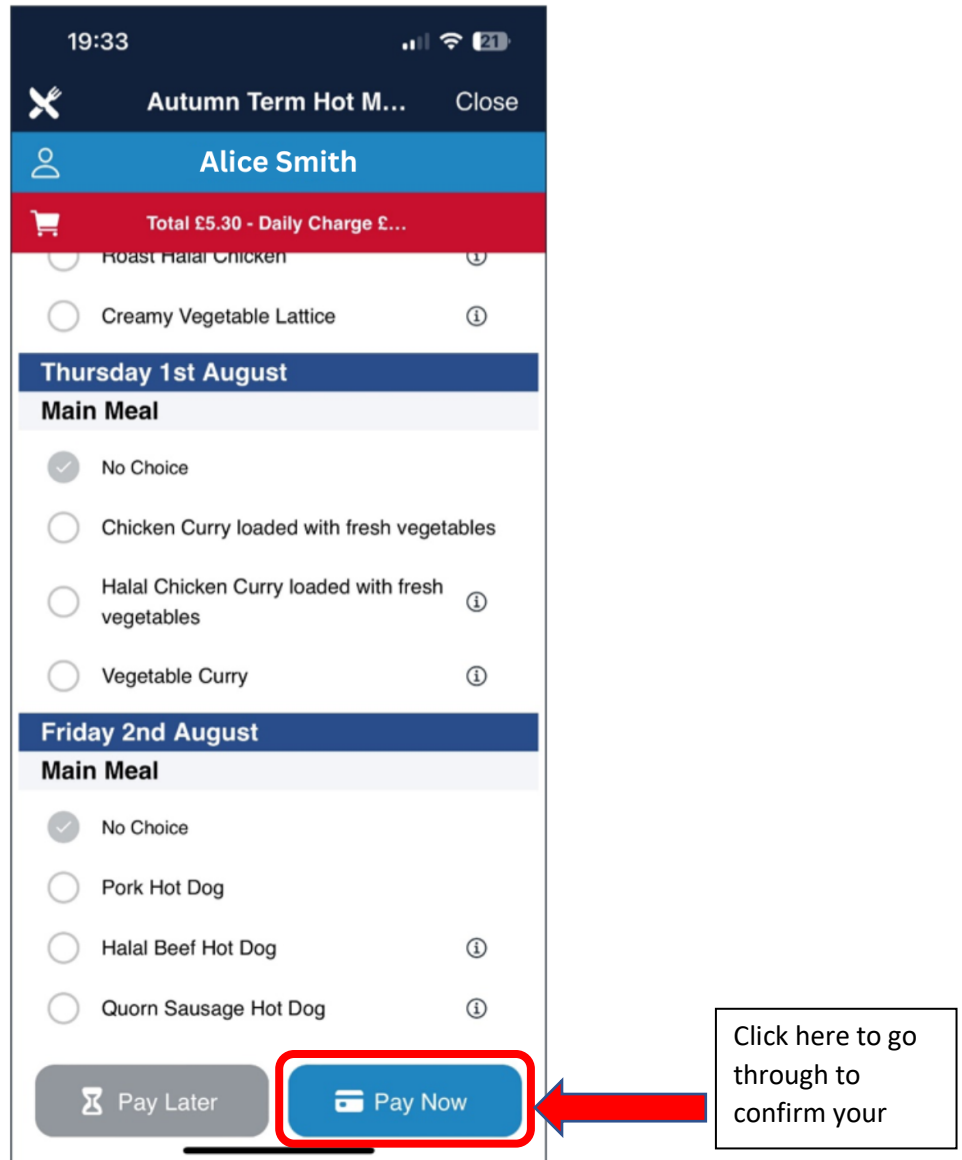 19:33
21
Autumn Term Hot M... Close
Alice Smith
Total £5.30 - Daily Charge £...
Roast Halal Chicken
Creamy Vegetable Lattice
Thursday 1st August
Main Meal
No Choice
Chicken Curry loaded with fresh vegetables
Halal Chicken Curry loaded with fresh
vegetables
Vegetable Curry
Friday 2nd August
Main Meal
No Choice
Pork Hot Dog
Halal Beef Hot Dog
Quorn Sausage Hot Dog
Pay Later
Pay Now
Click here to go
through to
confirm your